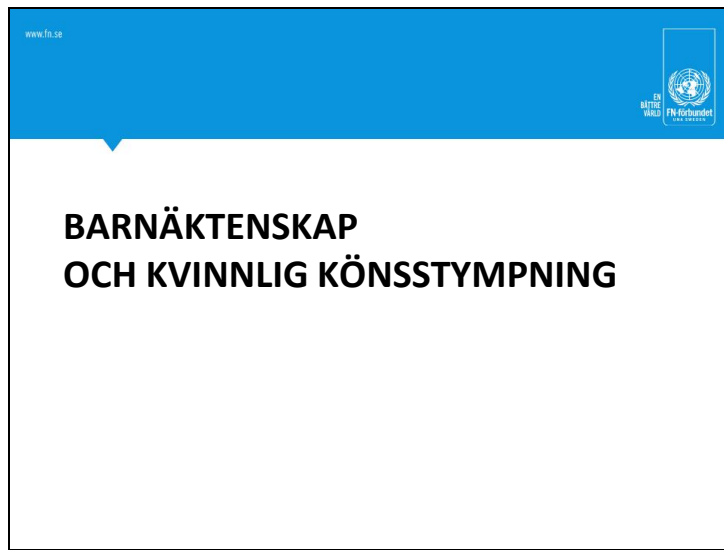 www.fn.se
EN
BÄTTRE
VÄRLD
FN-förbundet
UNA SWEDEN
BARNÄKTENSKAP
OCH KVINNLIG KÖNSSTYMPNING